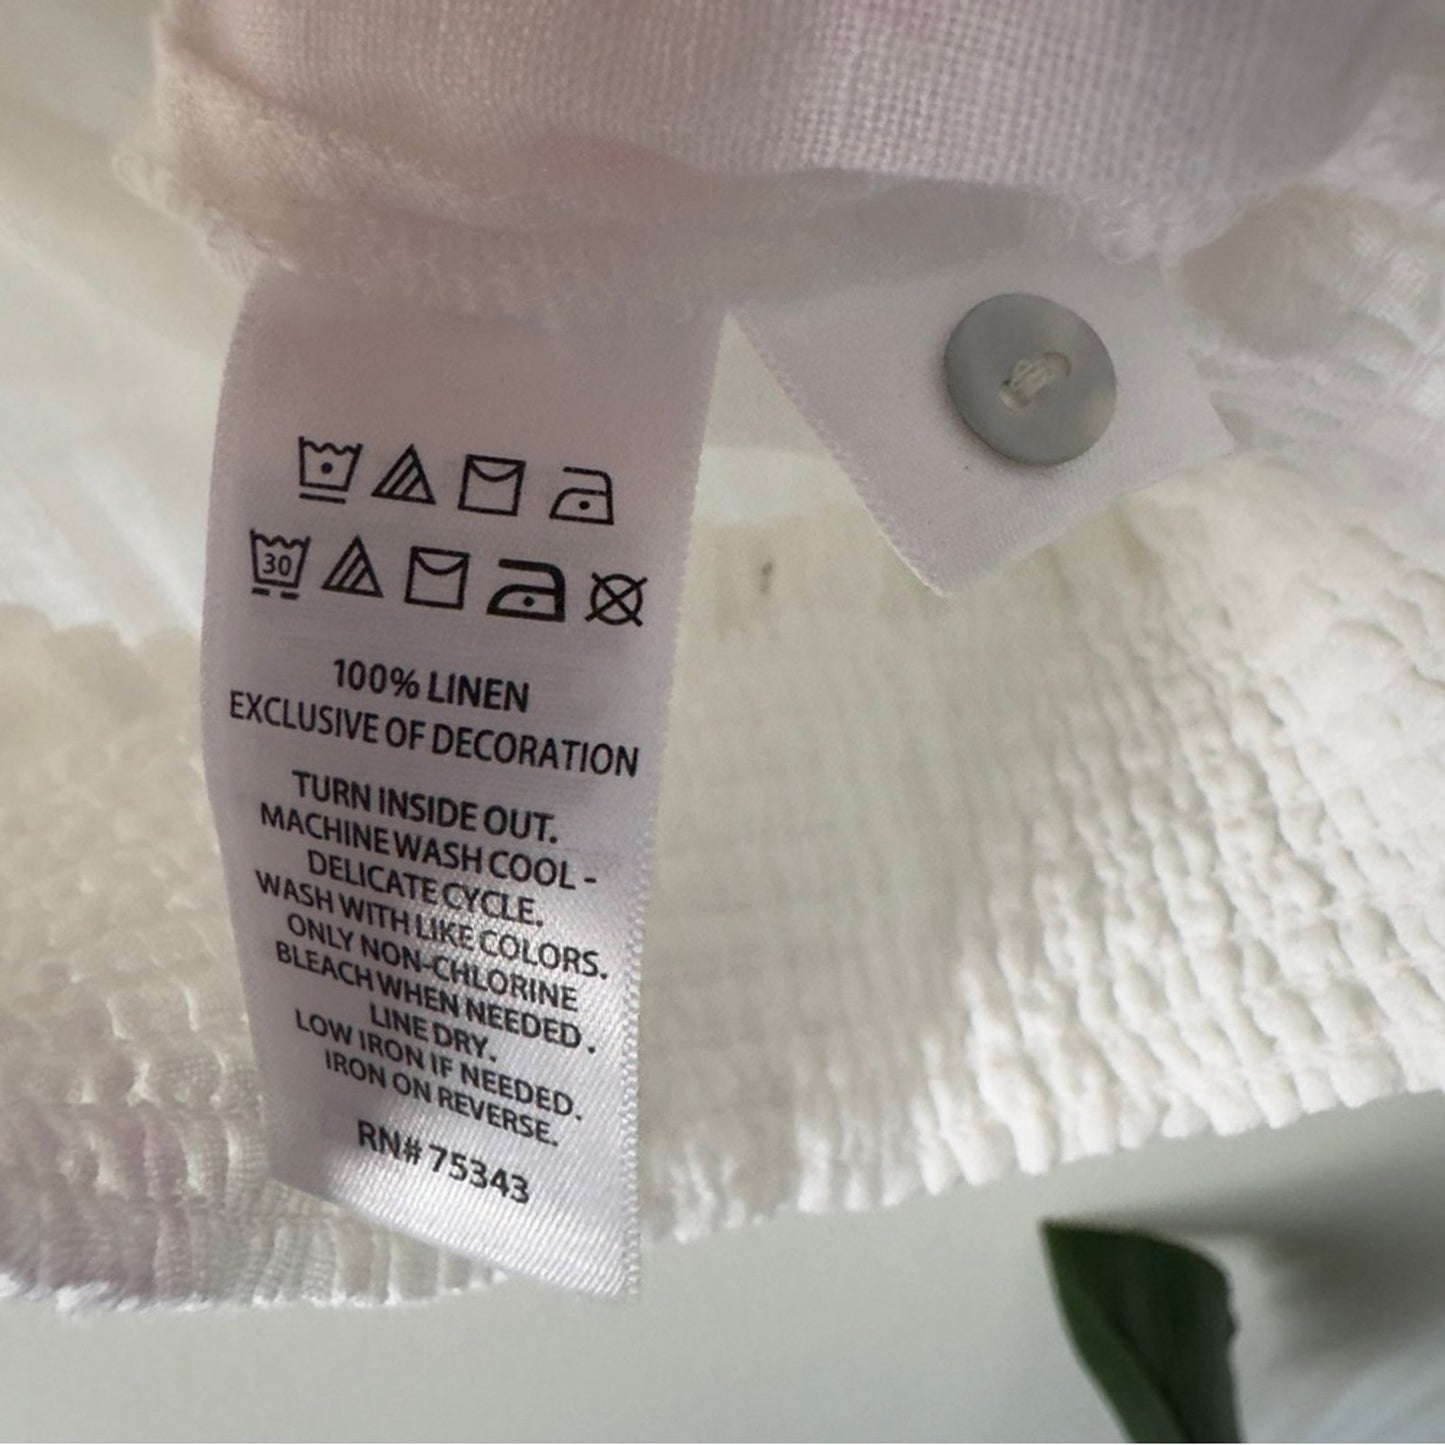 30
100% LINEN
EXCLUSIVE OF DECORATION
TURN INSIDE OUT.
MACHINE WASH COOL -
DELICATE CYCLE.
WASH WITH LIKE COLORS.
ONLY NON-CHLORINE
BLEACH WHEN NEEDED.
LINE DRY.
LOW IRON IF NEEDED.
IRON ON REVERSE.
RN# 75343